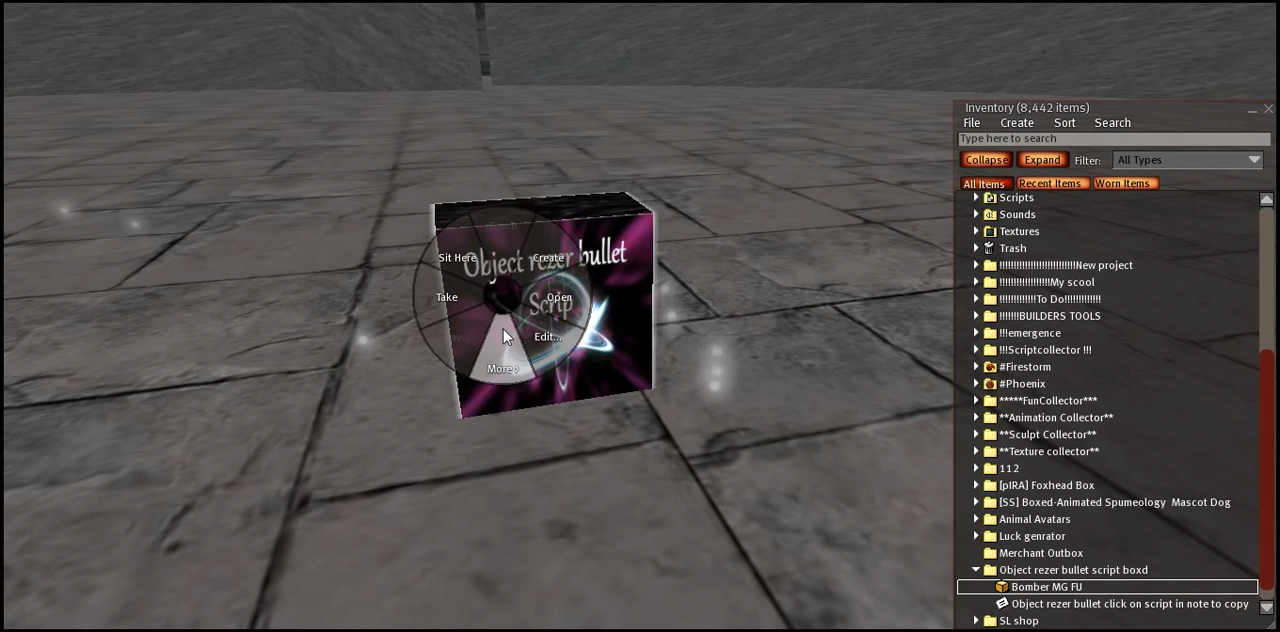 Object rezer bullet
Scrip
Sit Here
Create
Take
Open
Edit...
More >
Inventory (8,442 items)
File Create Sort Search
Type here to search
Collapse Expand Filter: All Types
All Items Recent Items Worn Items
Scripts
Sounds
Textures
Trash
!!!!!!!!!!!!!!!!!!!!!!!!!!!New project
!!!!!!!!!!!!!!!!!!My scool
!!!!!!!!!!!!!To Do!!!!!!!!!!!!!
!!!!!!!BUILDERS TOOLS
!!!emergence
!!!Scriptcollector !!!
#Firestorm
#Phoenix
*****FunCollector***
**Animation Collector**
**Sculpt Collector**
**Texture collector**
112
[pIRA] Foxhead Box
[SS] Boxed-Animated Spumeology Mascot Dog
Animal Avatars
Luck genrator
Merchant Outbox
Object rezer bullet script boxd
Bomber MG FU
Object rezer bullet click on script in note to copy
SL shop